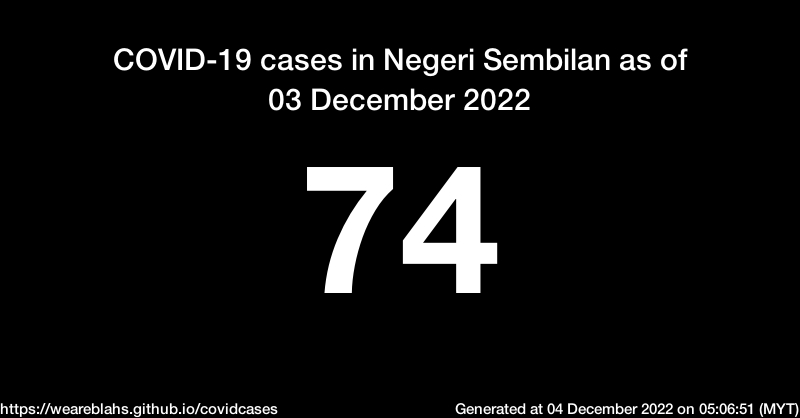 COVID-19 cases in Negeri Sembilan as of
03 December 2022
74
https://weareblahs.github.io/covidcases
Generated at 04 December 2022 on 05:06:51 (MYT)